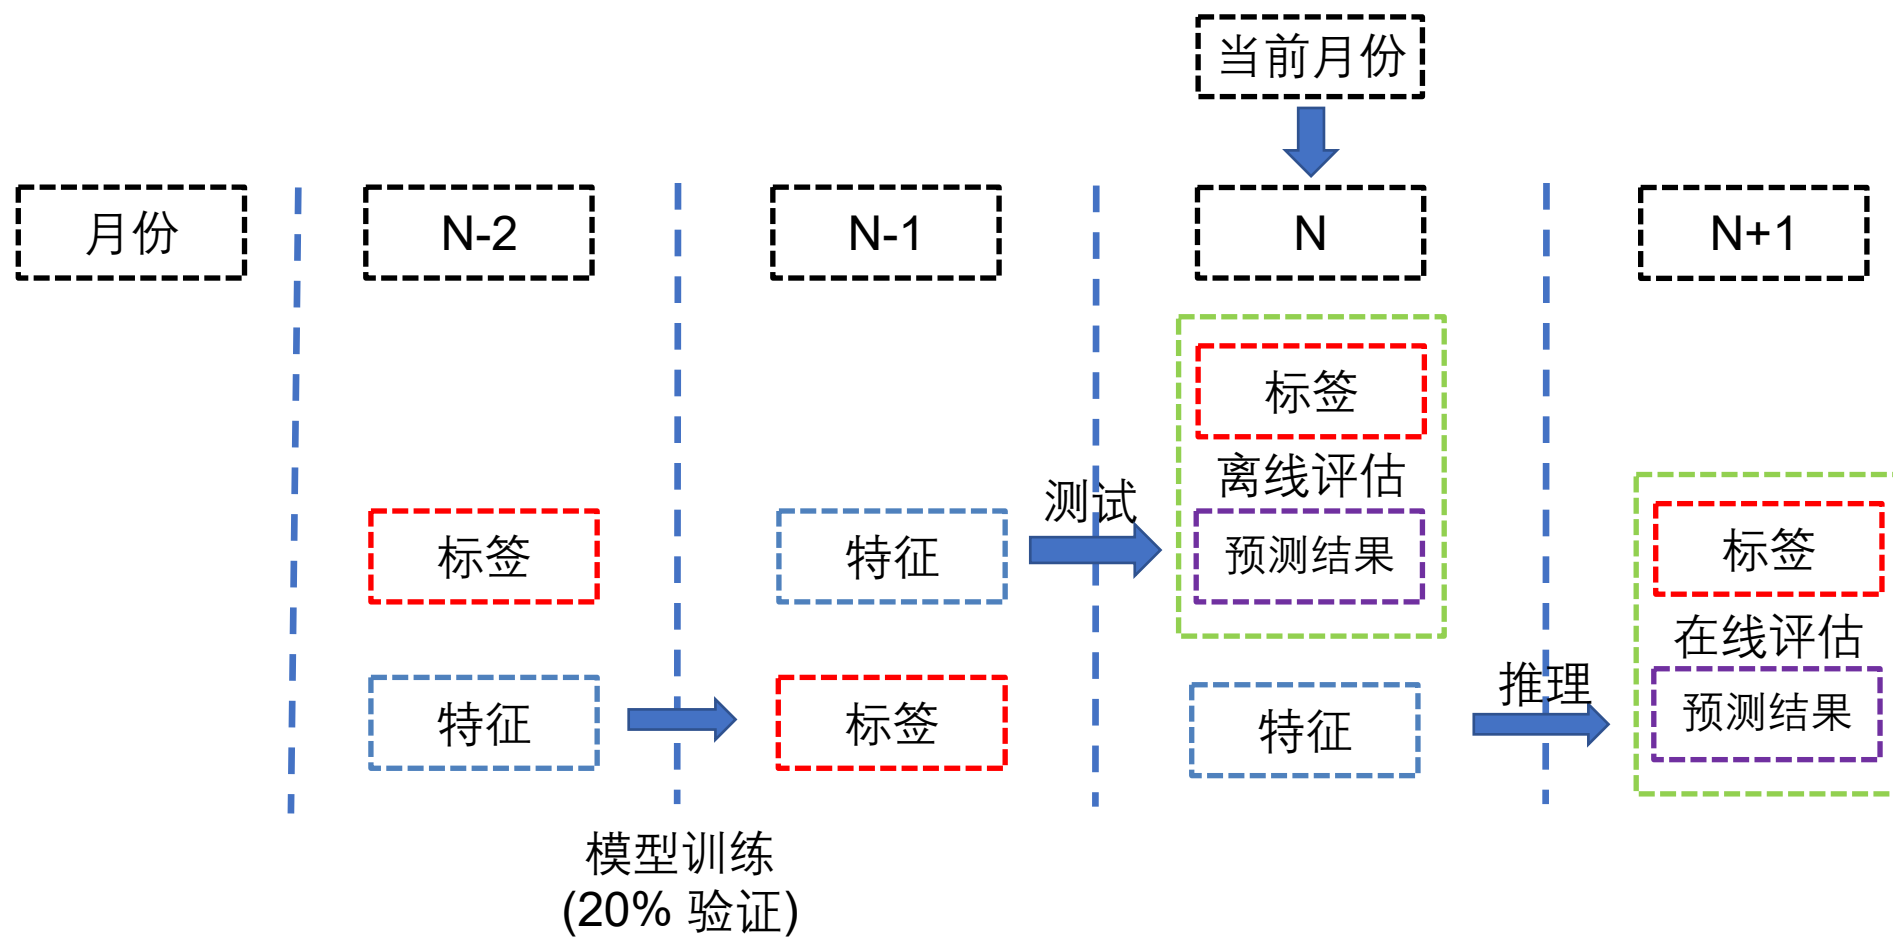 当前月份
月份
N-2
N-1
N
N+1
标签
离线评估
预测结果
标签
特征
测试
标签
在线评估
预测结果
特征
标签
特征
推理
模型训练
(20% 验证)